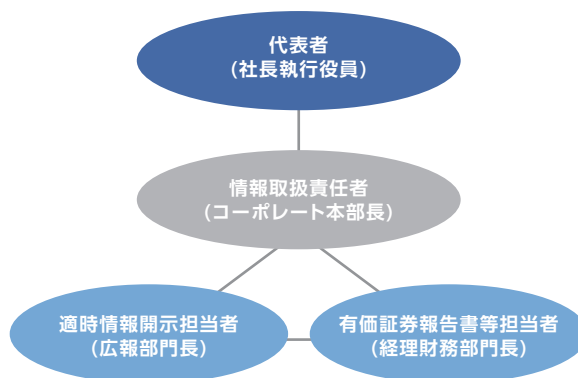 代表者
(社長執行役員)
情報取扱責任者
(コーポレート本部長)
適時情報開示担当者
(広報部門長)
有価証券報告書等担当者
(経理財務部門長)